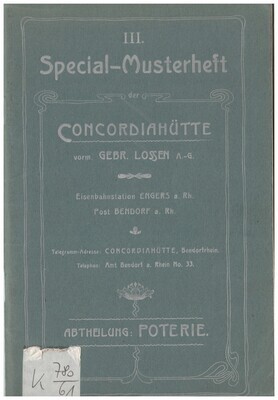 III.
Special-Musterheft
der
CONCORDIAHÜTTE
vorm. GEBR. LOSSEN A.-G.
Eisenbahnstation ENGERS a. Rh.
Post BENDORF a. Rh.
Telegramm-Adresse: CONCORDIAHÜTTE, Bendorfrhein.
Telephon: Amt Bendorf a. Rhein No. 33.
ABTHEILUNG: POTERIE.
K 780
61